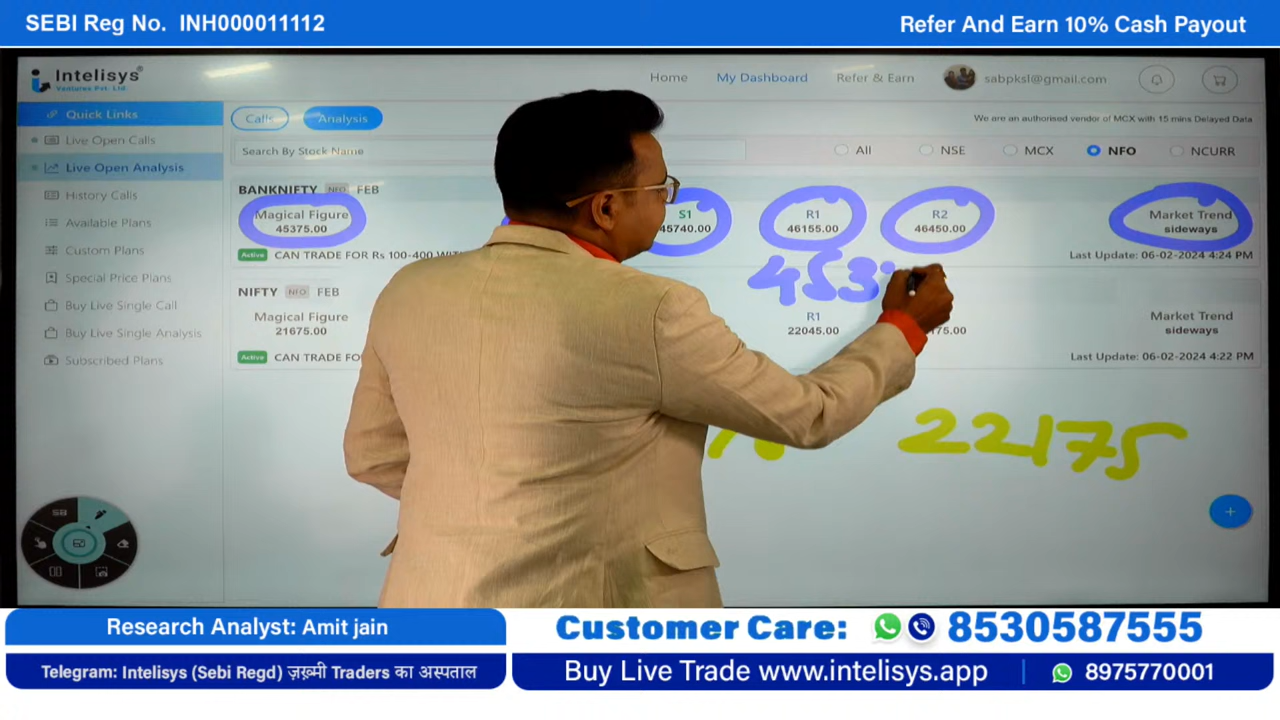 SEBI Reg No. INH000011112
Refer And Earn 10% Cash Payout
Intelisys
Ventures Pvt. Ltd.
Home
My Dashboard
Refer & Earn
sabpksl@gmail.com
Quick Links
Live Open Calls
Live Open Analysis
History Calls
Available Plans
Custom Plans
Special Price Plans
Buy Live Single Call
Buy Live Single Analysis
Subscribed Plans
Calls
Analysis
We are an authorised vendor of MCX with 15 mins Delayed Data
Search By Stock Name
All
NSE
MCX
NFO
NCURR
BANKNIFTY NFO FEB
Magical Figure
45375.00
S1
45740.00
R1
46155.00
R2
46450.00
Market Trend
sideways
Active CAN TRADE FOR Rs 100-400
Last Update: 06-02-2024 4:24 PM
453
NIFTY NFO FEB
Magical Figure
21675.00
R1
22045.00
175.00
Market Trend
sideways
Active CAN TRADE
Last Update: 06-02-2024 4:22 PM
22175
Research Analyst: Amit jain
Customer Care: 8530587555
Telegram: Intelisys (Sebi Regd) ज़ख़्मी Traders का अस्पताल
Buy Live Trade www.intelisys.app
8975770001